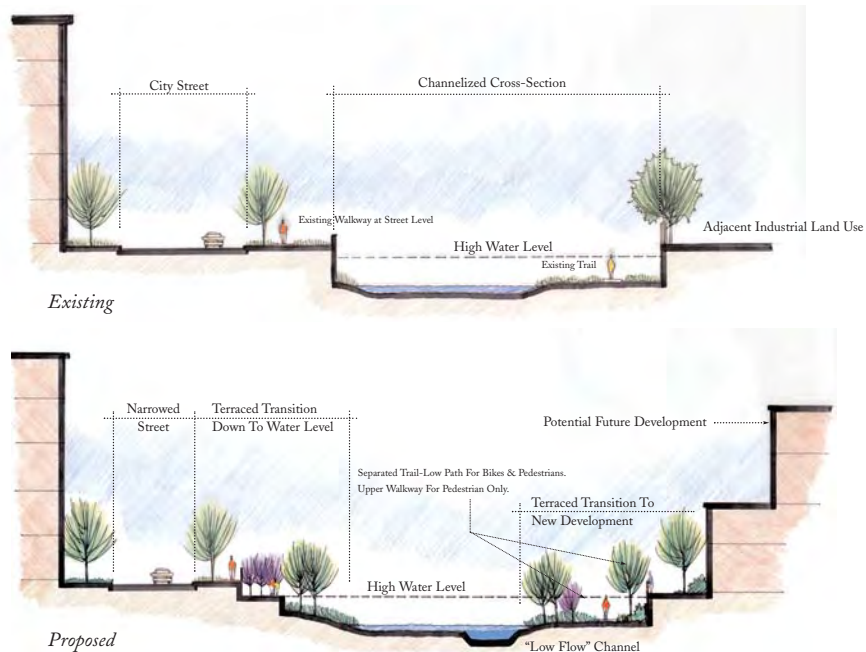 City Street
Channelized Cross-Section
Existing Walkway at Street Level
Adjacent Industrial Land Use
High Water Level
Existing Trail
Existing
Narrowed
Street
Terraced Transition
Down To Water Level
Potential Future Development
Separated Trail-Low Path For Bikes & Pedestrians.
Upper Walkway For Pedestrian Only.
Terraced Transition To
New Development
High Water Level
Proposed
"Low Flow" Channel